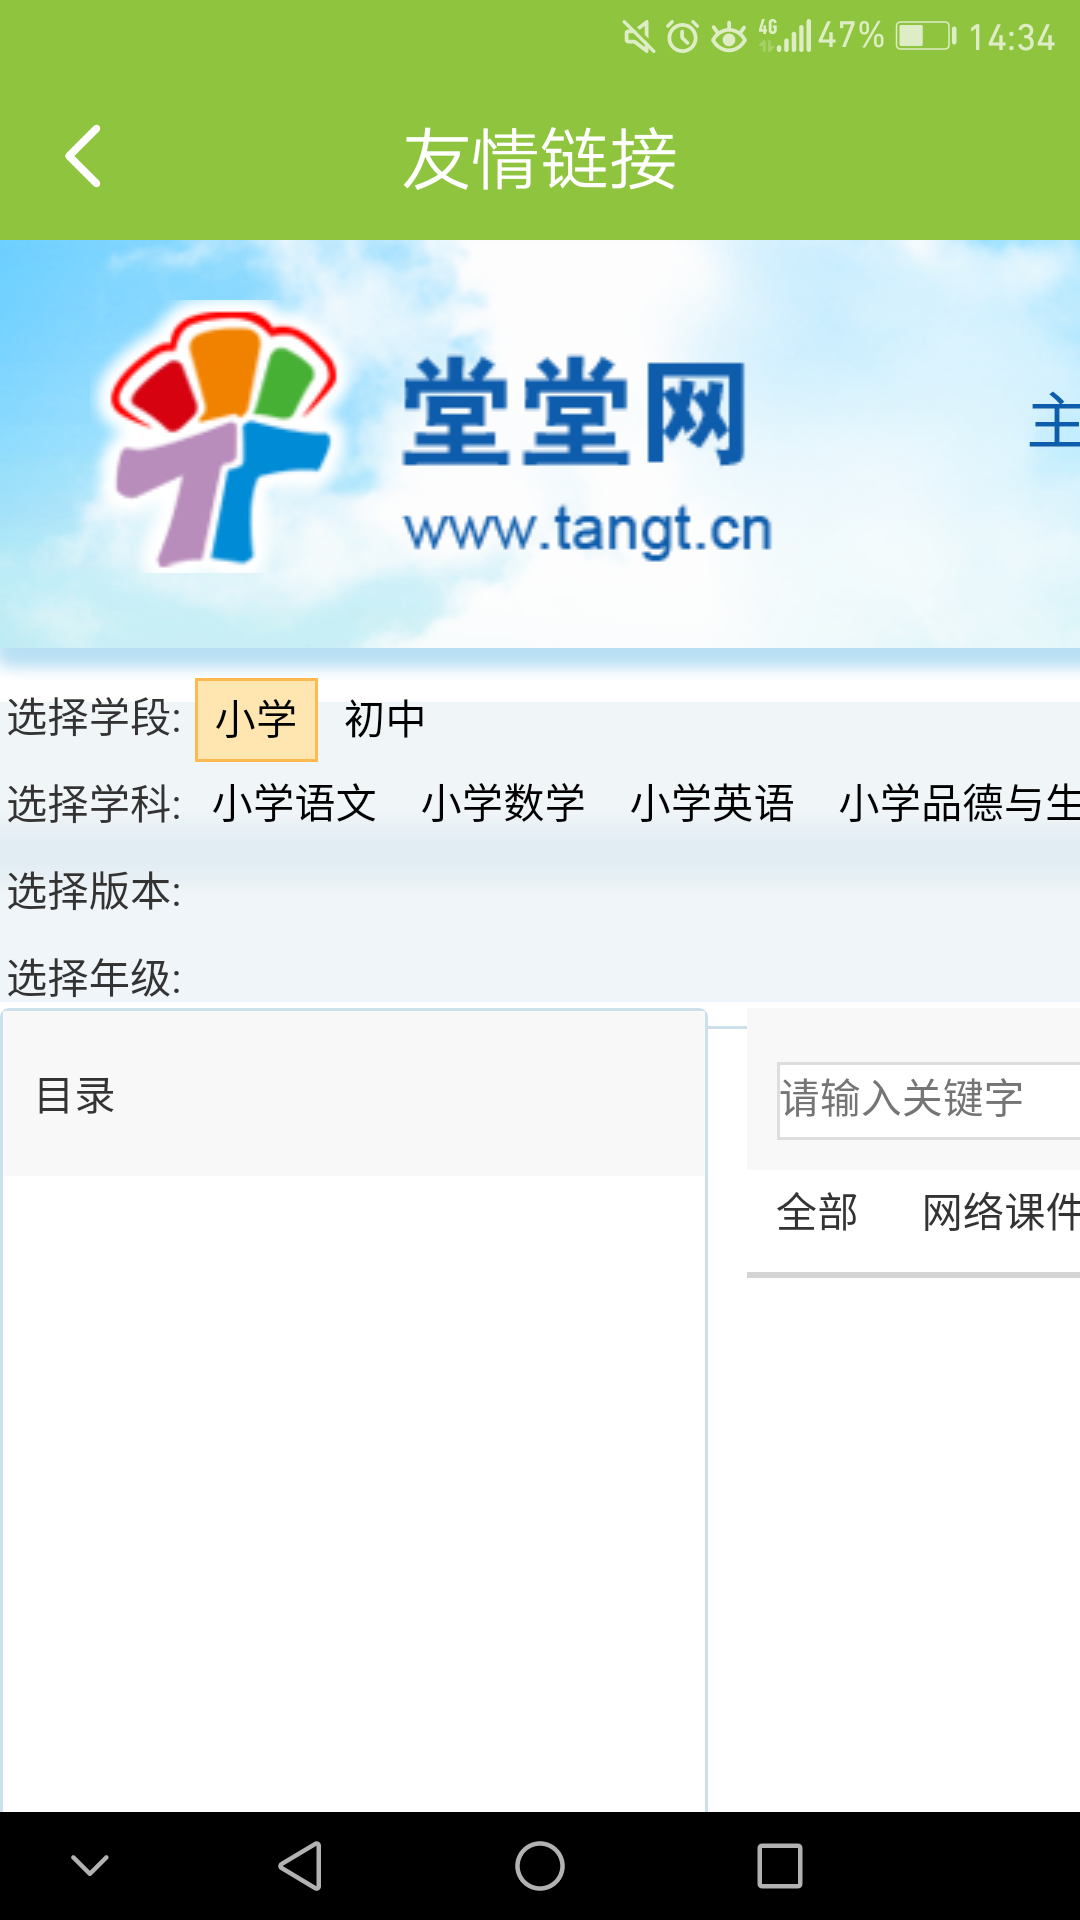 4G 47% 14:34
友情链接
堂堂网
主
www.tangt.cn
选择学段: 小学 初中
选择学科: 小学语文 小学数学 小学英语 小学品德与生
选择版本:
选择年级:
目录
请输入关键字
全部 网络课件